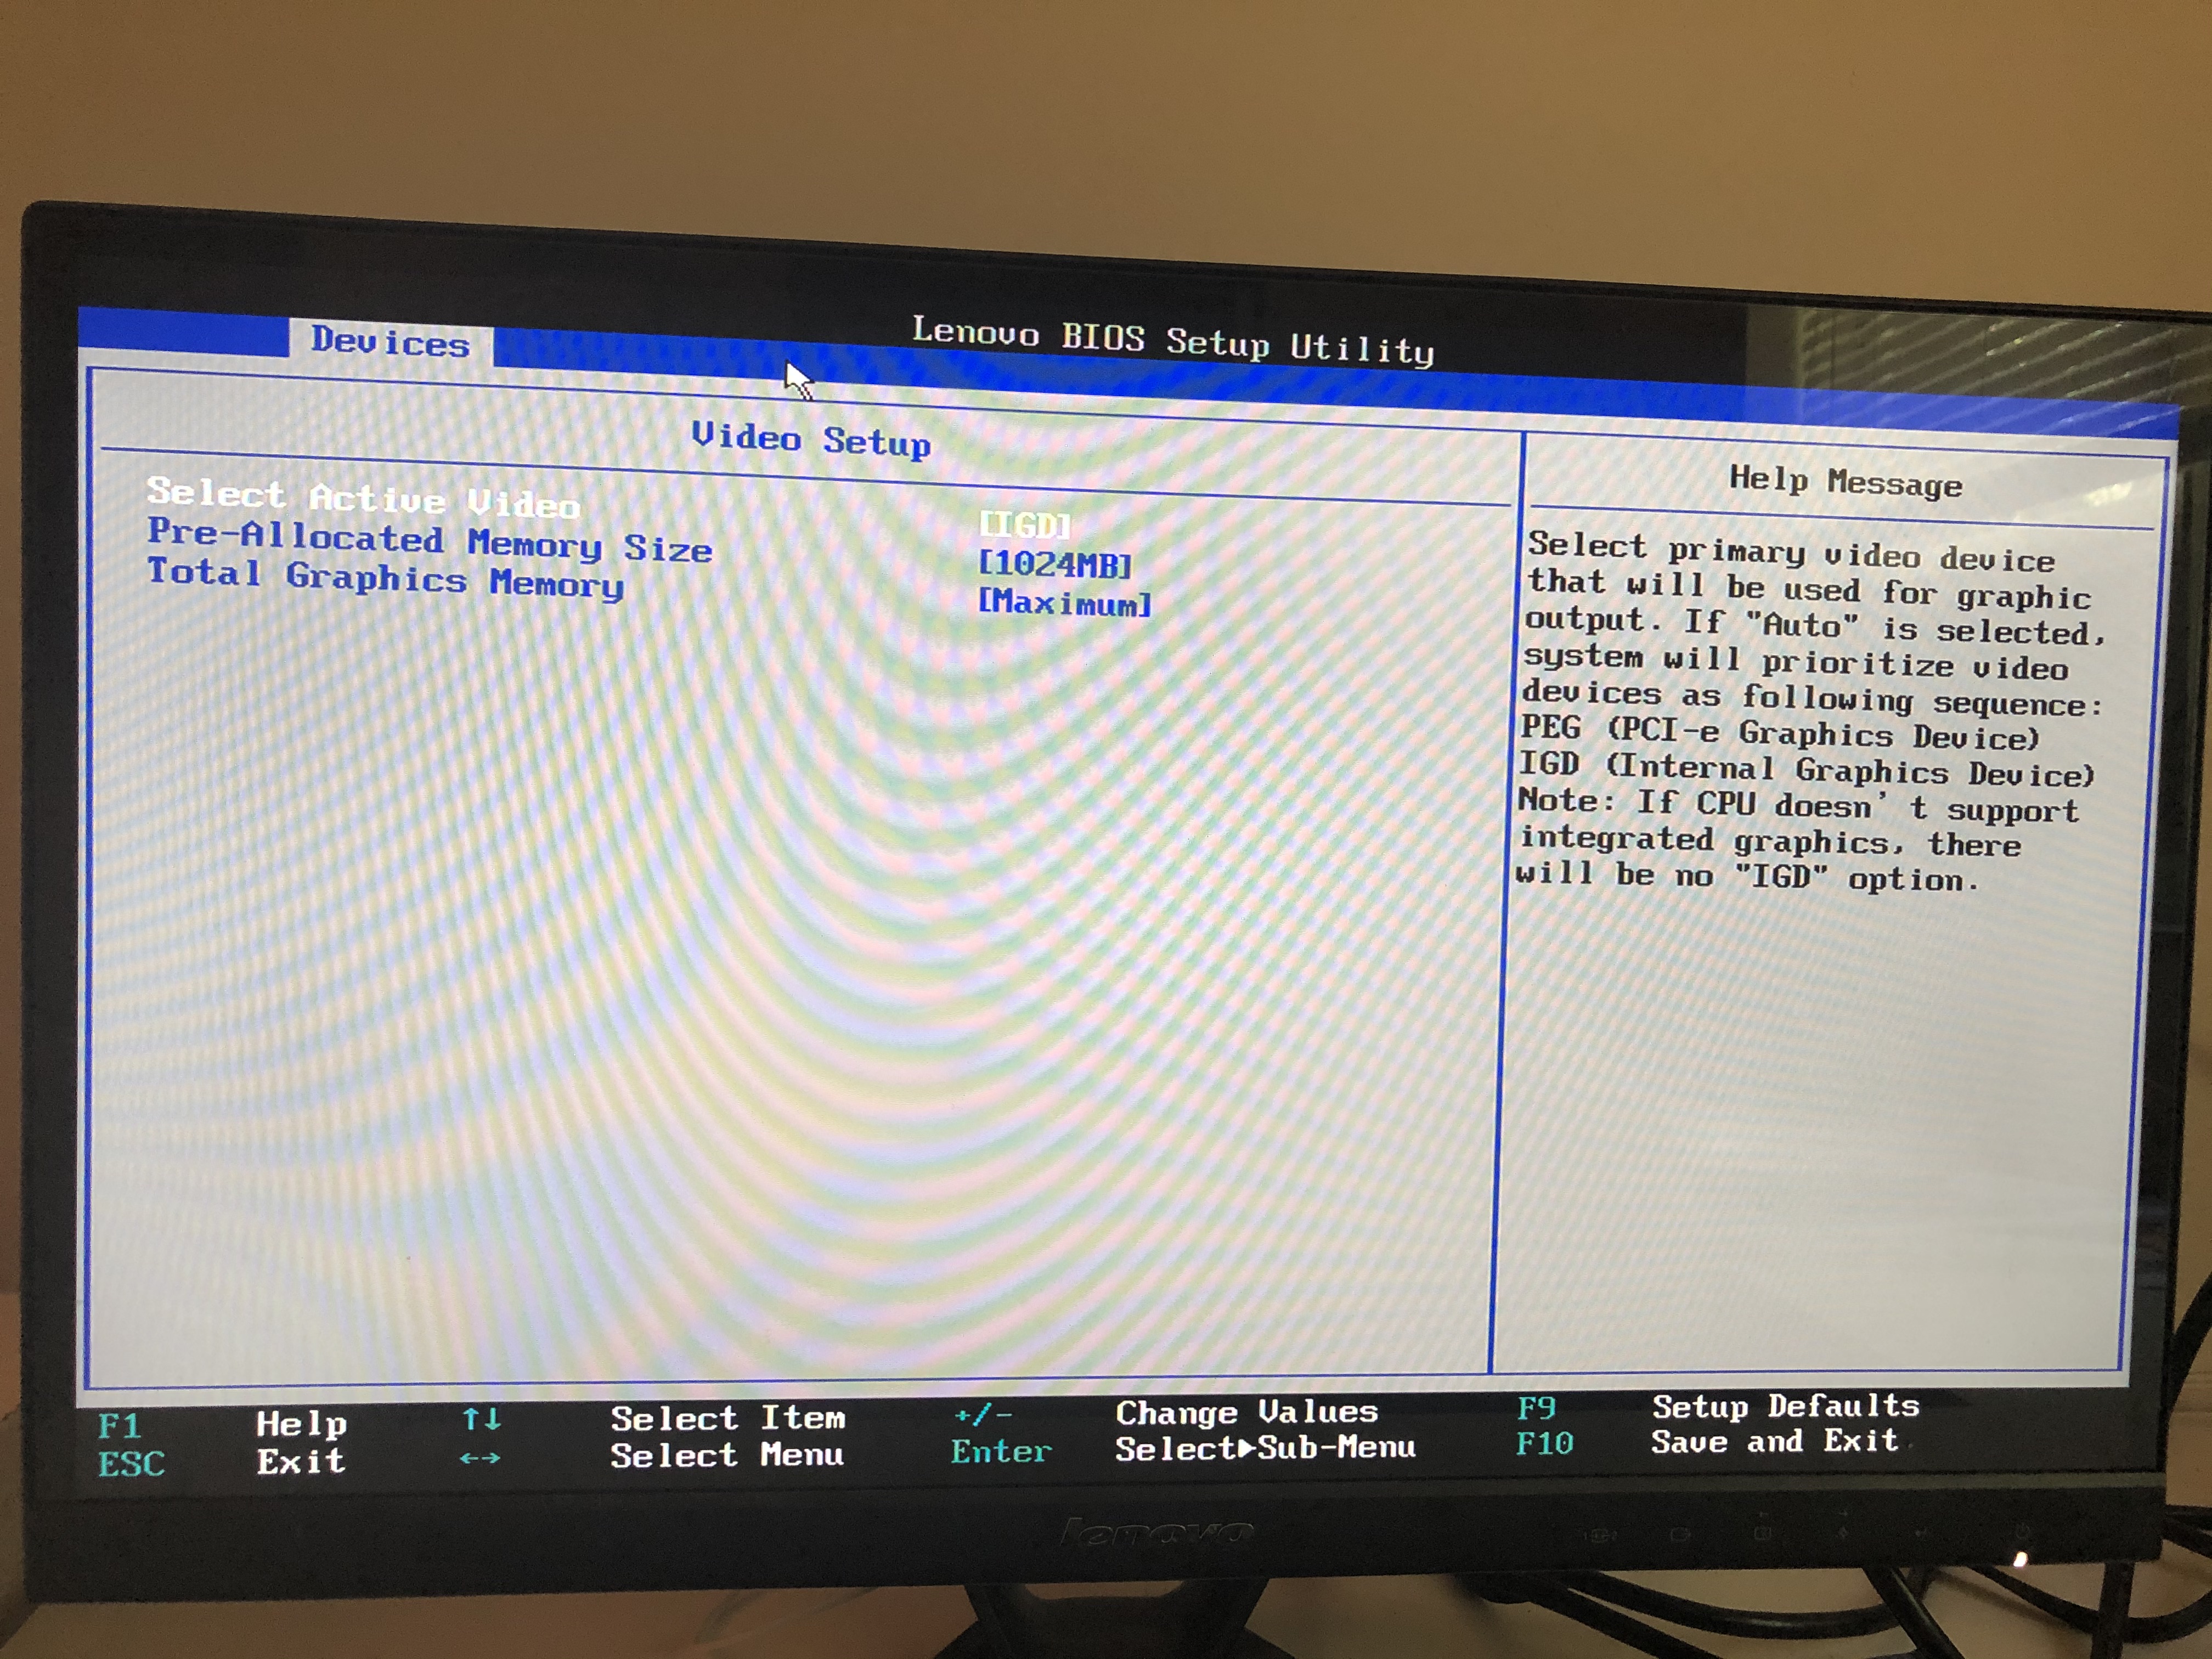 Lenovo BIOS Setup Utility
Devices
Video Setup
Select Active Video [IGD]
Pre-Allocated Memory Size [1024MB]
Total Graphics Memory [Maximum]
Help Message
Select primary video device
that will be used for graphic
output. If "Auto" is selected,
system will prioritize video
devices as following sequence:
PEG (PCI-e Graphics Device)
IGD (Internal Graphics Device)
Note: If CPU doesn' t support
integrated graphics, there
will be no "IGD" option.
F1 Help ↑↓ Select Item +/- Change Values F9 Setup Defaults
ESC Exit ←→ Select Menu Enter Select▶Sub-Menu F10 Save and Exit
lenovo